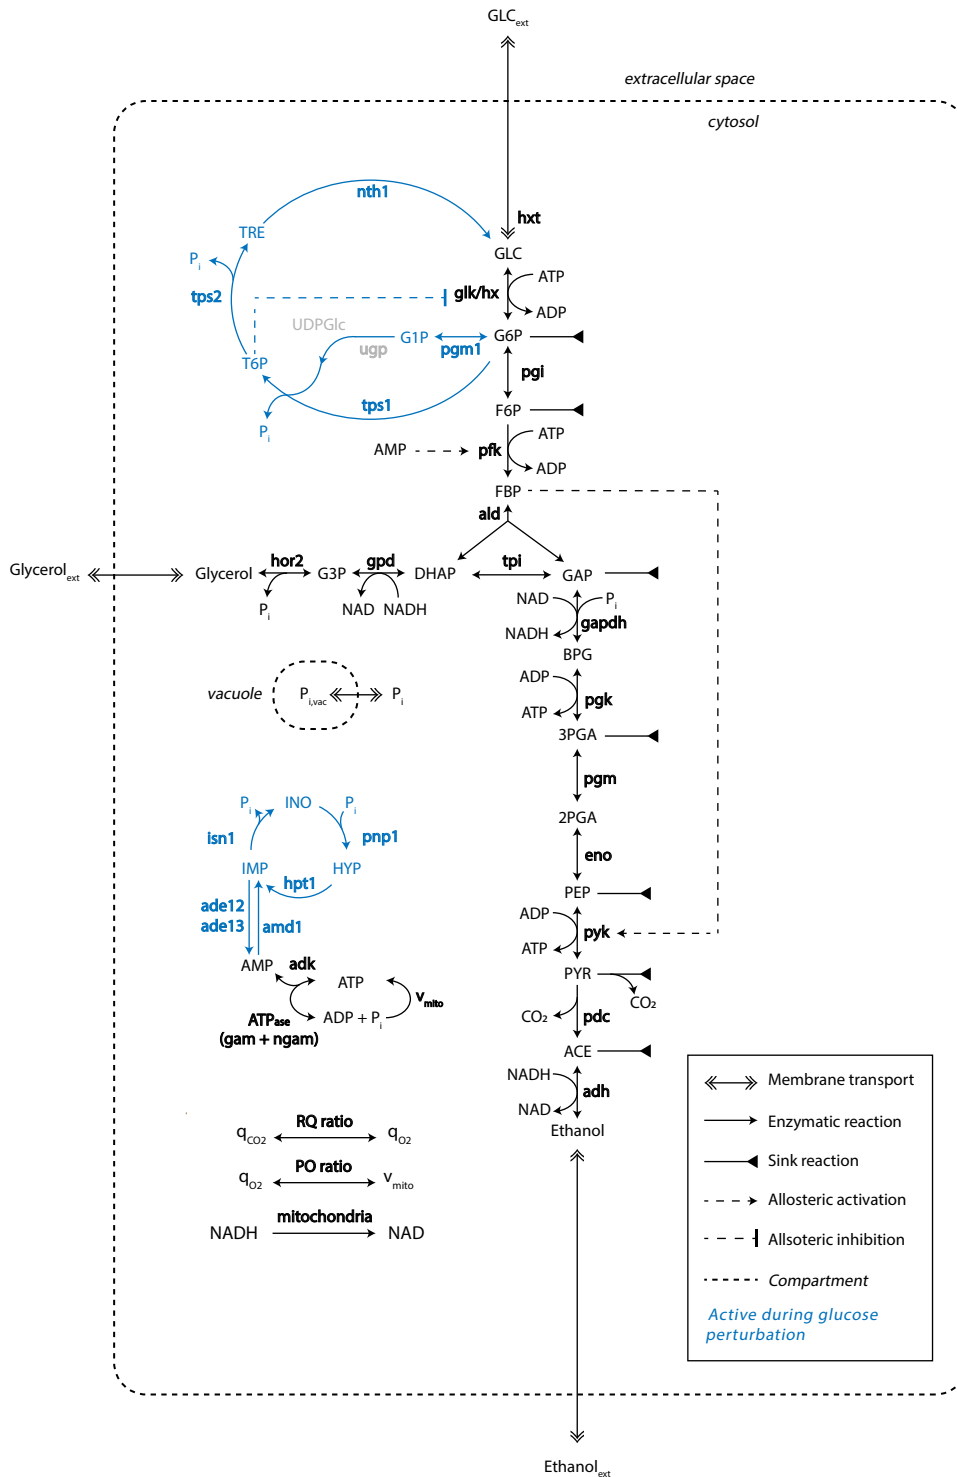 GLCext
extracellular space
cytosol
nth1
hxt
TRE
GLC
Pi
ATP
tps2
glk/hx
ADP
UDPGlc
G1P
G6P
ugp
pgm1
T6P
pgi
tps1
F6P
Pi
ATP
AMP
pfk
ADP
FBP
ald
hor2
gpd
tpi
Glycerolext
Glycerol
G3P
DHAP
GAP
Pi
NAD
NADH
NAD
Pi
gapdh
NADH
BPG
vacuole
Pi,vac
Pi
ADP
pgk
ATP
3PGA
pgm
Pi
INO
Pi
2PGA
isn1
pnp1
eno
IMP
HYP
hpt1
PEP
ade12
ade13
amd1
ADP
pyk
ATP
AMP
adk
ATP
PYR
vmito
CO2
ADP + Pi
CO2
pdc
ATPase
(gam + ngam)
ACE
NADH
adh
NAD
Ethanol
RQ ratio
qCO2
qO2
PO ratio
qO2
vmito
mitochondria
NADH
NAD
Membrane transport
Enzymatic reaction
Sink reaction
Allosteric activation
Allsoteric inhibition
Compartment
Active during glucose
perturbation
Ethanolext